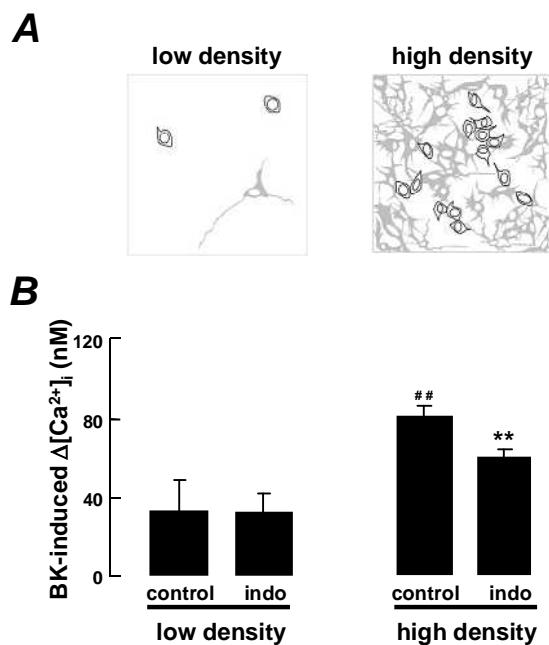 A
low density high density
B
BK-induced Δ[Ca²⁺]ᵢ (nM)
120
80
40
0
##
**
control indo control indo
low density high density